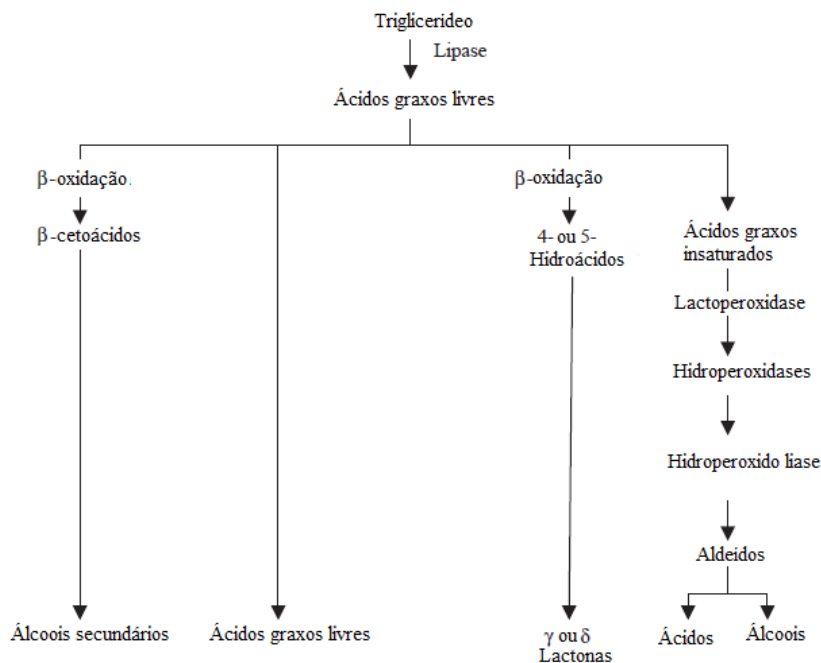 Triglicerideo
Lipase
Ácidos graxos livres
β-oxidação.
β-cetoácidos
Álcoois secundários
Ácidos graxos livres
β-oxidação
4- ou 5-
Hidroácidos
γ ou δ
Lactonas
Ácidos graxos
insaturados
Lactoperoxidase
Hidroperoxidases
Hidroperoxido liase
Aldeidos
Ácidos
Álcoois